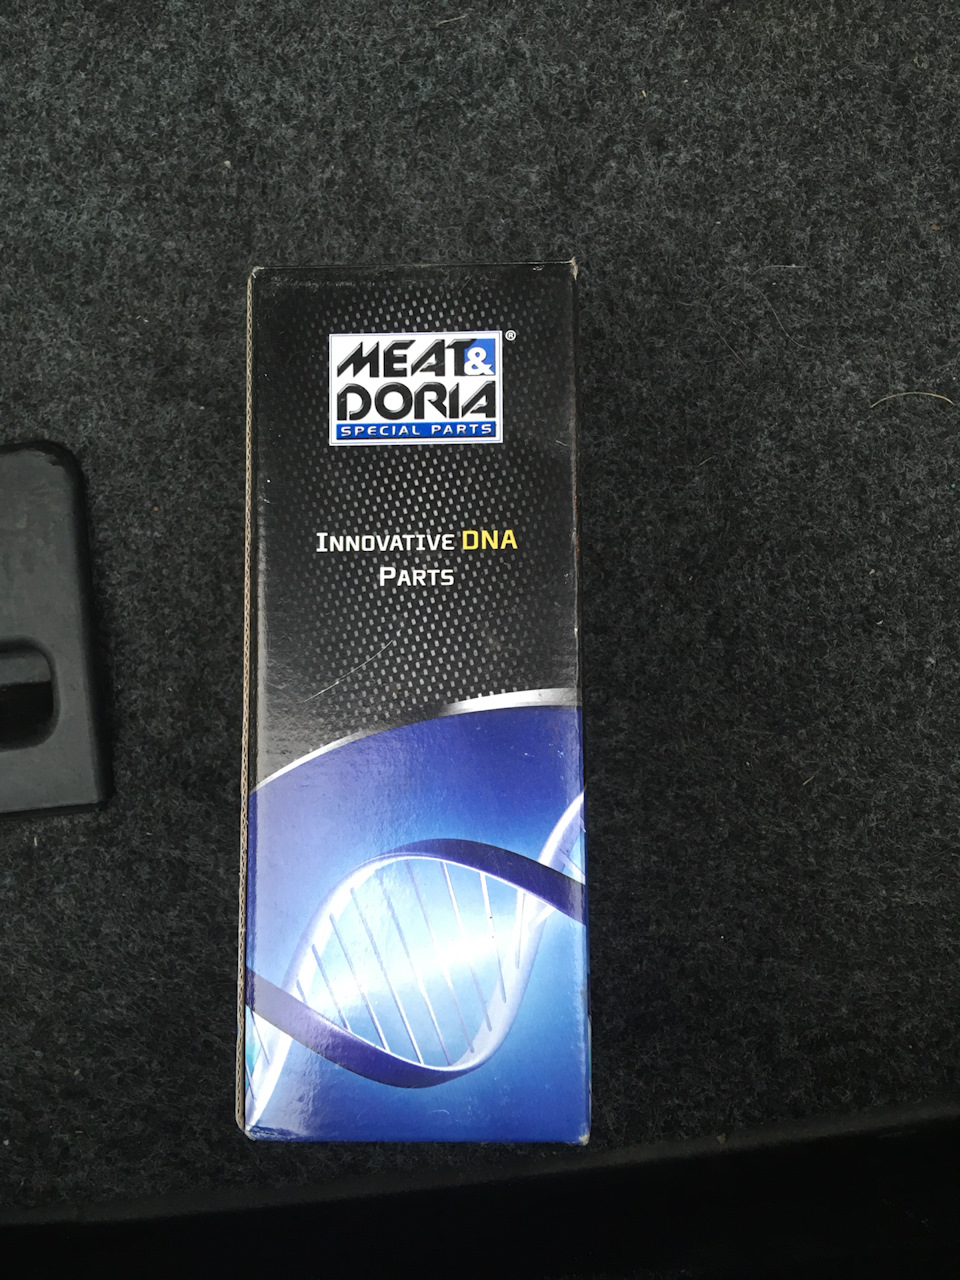 MEAT&
DORIA®
SPECIAL PARTS
INNOVATIVE DNA
PARTS